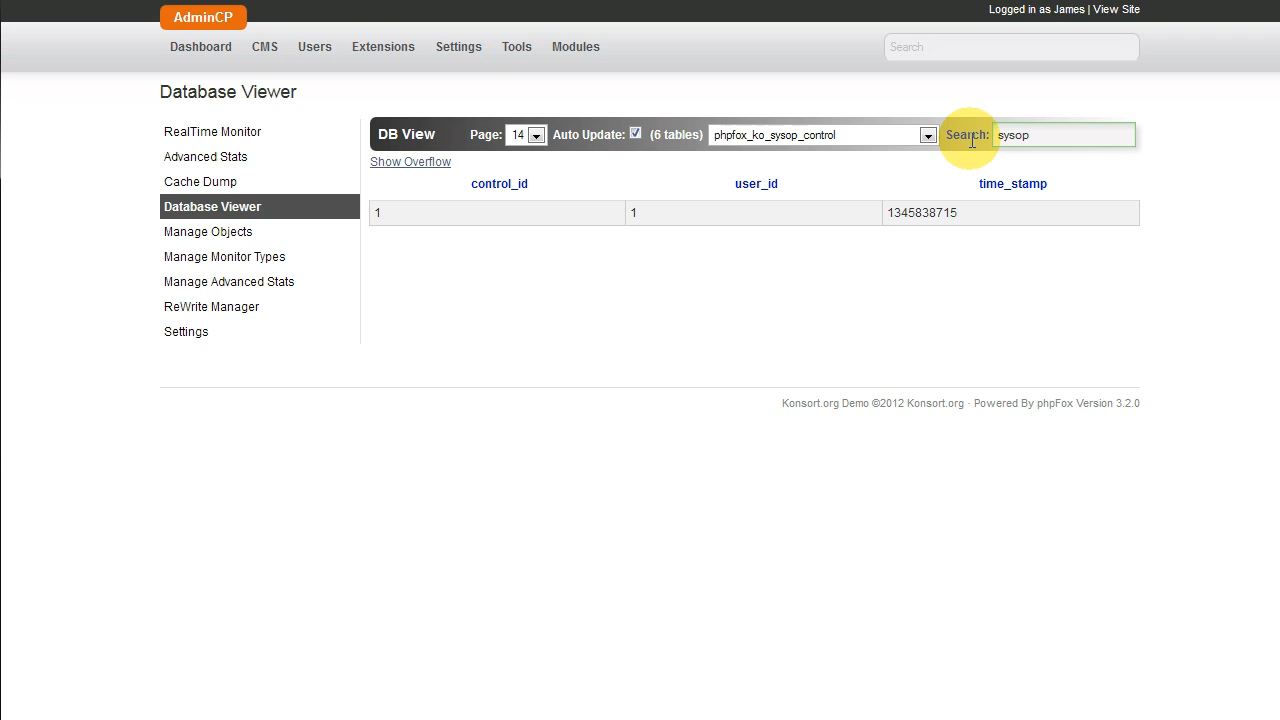 AdminCP
Logged in as James | View Site
Dashboard CMS Users Extensions Settings Tools Modules
Search
Database Viewer
RealTime Monitor
Advanced Stats
Cache Dump
Database Viewer
Manage Objects
Manage Monitor Types
Manage Advanced Stats
ReWrite Manager
Settings
DB View Page: 14 Auto Update: (6 tables) phpfox_ko_sysop_control Search: sysop
Show Overflow
control_id user_id time_stamp
1 1 1345838715
Konsort.org Demo ©2012 Konsort.org · Powered By phpFox Version 3.2.0